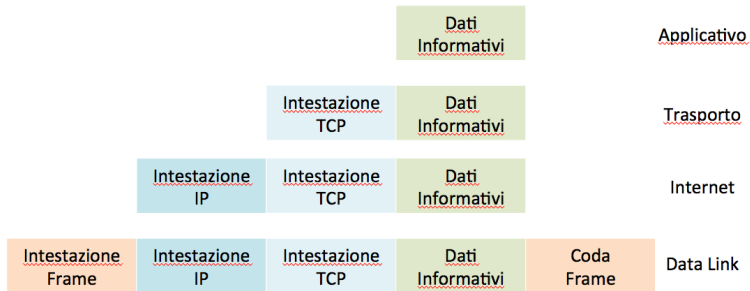 Dati
Informativi
Applicativo
Intestazione
TCP
Dati
Informativi
Trasporto
Intestazione
IP
Intestazione
TCP
Dati
Informativi
Internet
Intestazione
Frame
Intestazione
IP
Intestazione
TCP
Dati
Informativi
Coda
Frame
Data Link